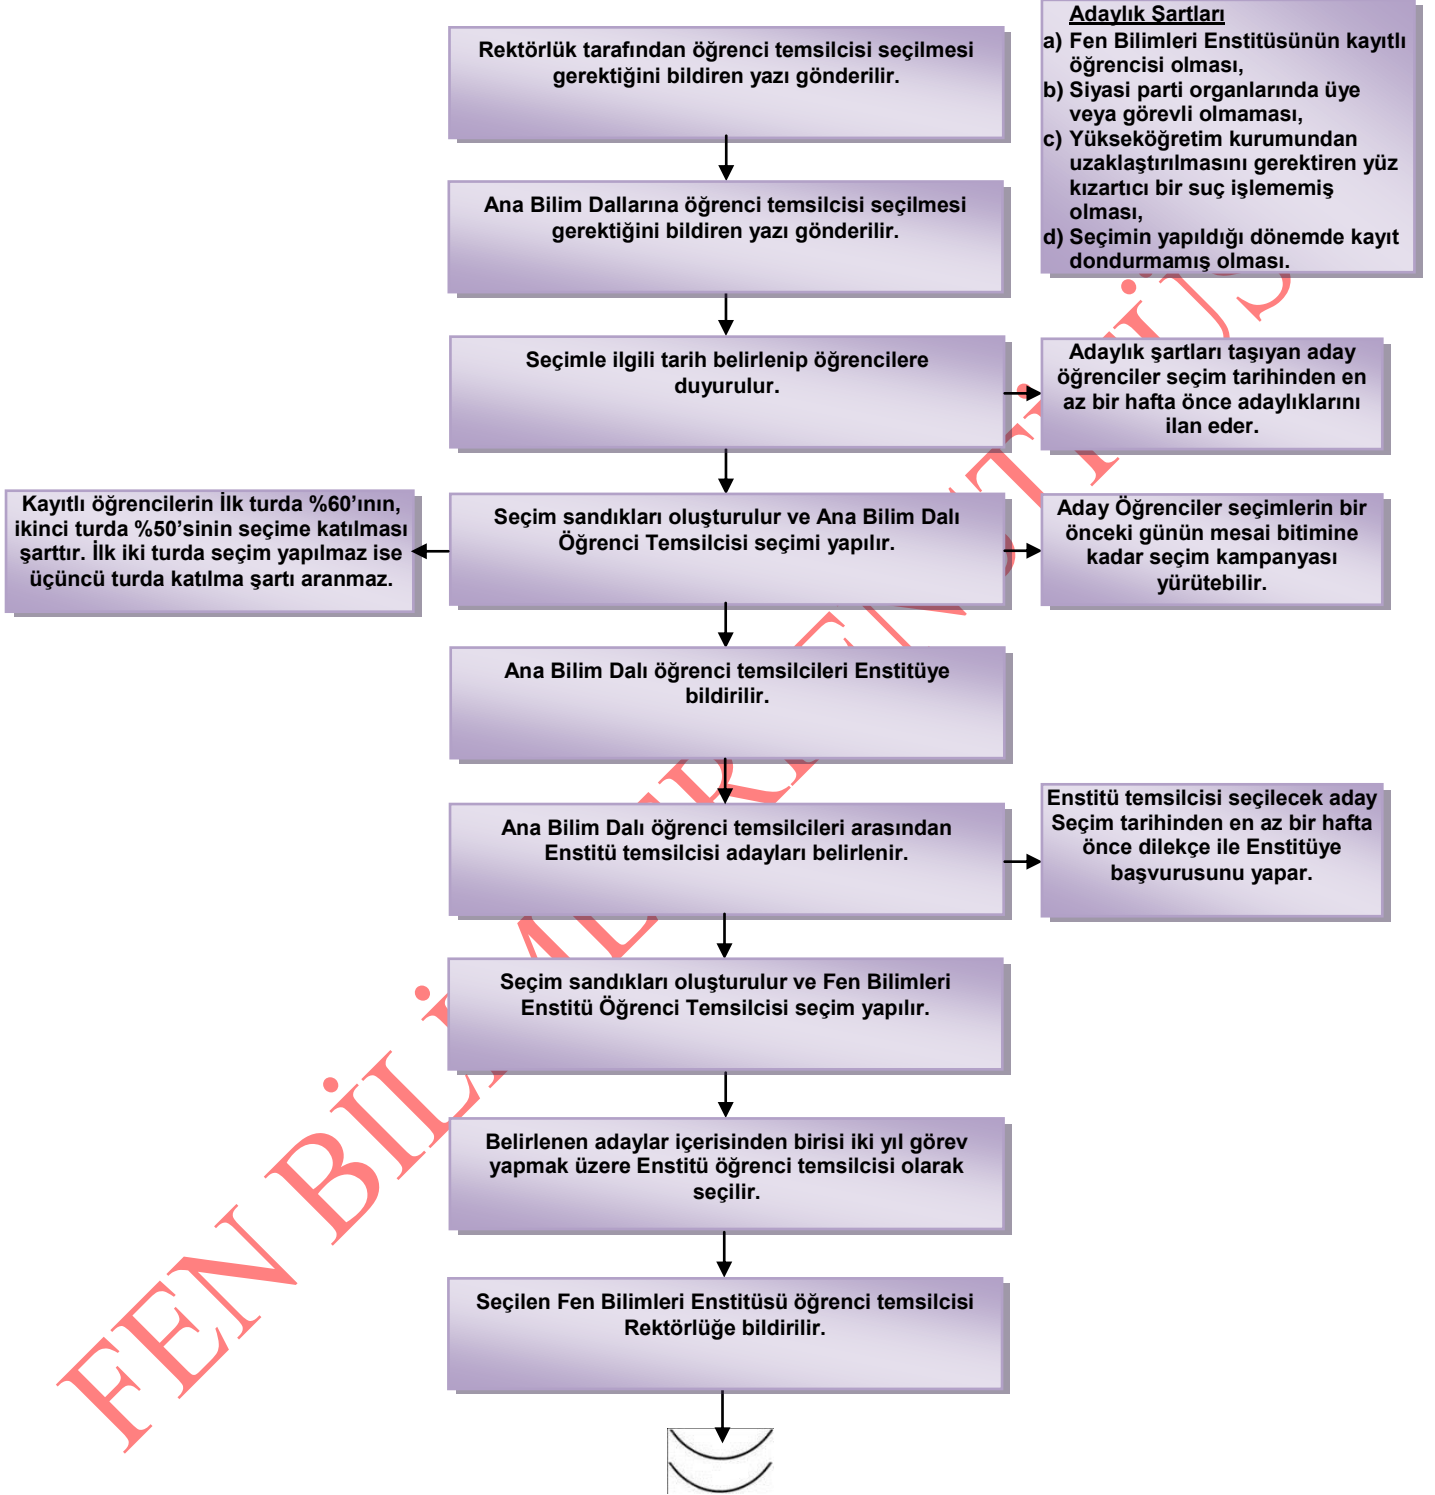 Rektörlük tarafından öğrenci temsilcisi seçilmesi
gerektiğini bildiren yazı gönderilir.
Adaylık Şartları
a) Fen Bilimleri Enstitüsünün kayıtlı
öğrencisi olması,
b) Siyasi parti organlarında üye
veya görevli olmaması,
c) Yükseköğretim kurumundan
uzaklaştırılmasını gerektiren yüz
kızartıcı bir suç işlememiş
olması,
d) Seçimin yapıldığı dönemde kayıt
dondurmamış olması.
Ana Bilim Dallarına öğrenci temsilcisi seçilmesi
gerektiğini bildiren yazı gönderilir.
Seçimle ilgili tarih belirlenip öğrencilere
duyurulur.
Adaylık şartları taşıyan aday
öğrenciler seçim tarihinden en
az bir hafta önce adaylıklarını
ilan eder.
Kayıtlı öğrencilerin İlk turda %60’ının,
ikinci turda %50’sinin seçime katılması
şarttır. İlk iki turda seçim yapılmaz ise
üçüncü turda katılma şartı aranmaz.
Seçim sandıkları oluşturulur ve Ana Bilim Dalı
Öğrenci Temsilcisi seçimi yapılır.
Aday Öğrenciler seçimlerin bir
önceki günün mesai bitimine
kadar seçim kampanyası
yürütebilir.
Ana Bilim Dalı öğrenci temsilcileri Enstitüye
bildirilir.
Ana Bilim Dalı öğrenci temsilcileri arasından
Enstitü temsilcisi adayları belirlenir.
Enstitü temsilcisi seçilecek aday
Seçim tarihinden en az bir hafta
önce dilekçe ile Enstitüye
başvurusunu yapar.
Seçim sandıkları oluşturulur ve Fen Bilimleri
Enstitü Öğrenci Temsilcisi seçim yapılır.
Belirlenen adaylar içerisinden birisi iki yıl görev
yapmak üzere Enstitü öğrenci temsilcisi olarak
seçilir.
Seçilen Fen Bilimleri Enstitüsü öğrenci temsilcisi
Rektörlüğe bildirilir.
FEN BİLİMLERİ ENSTİTÜSÜ